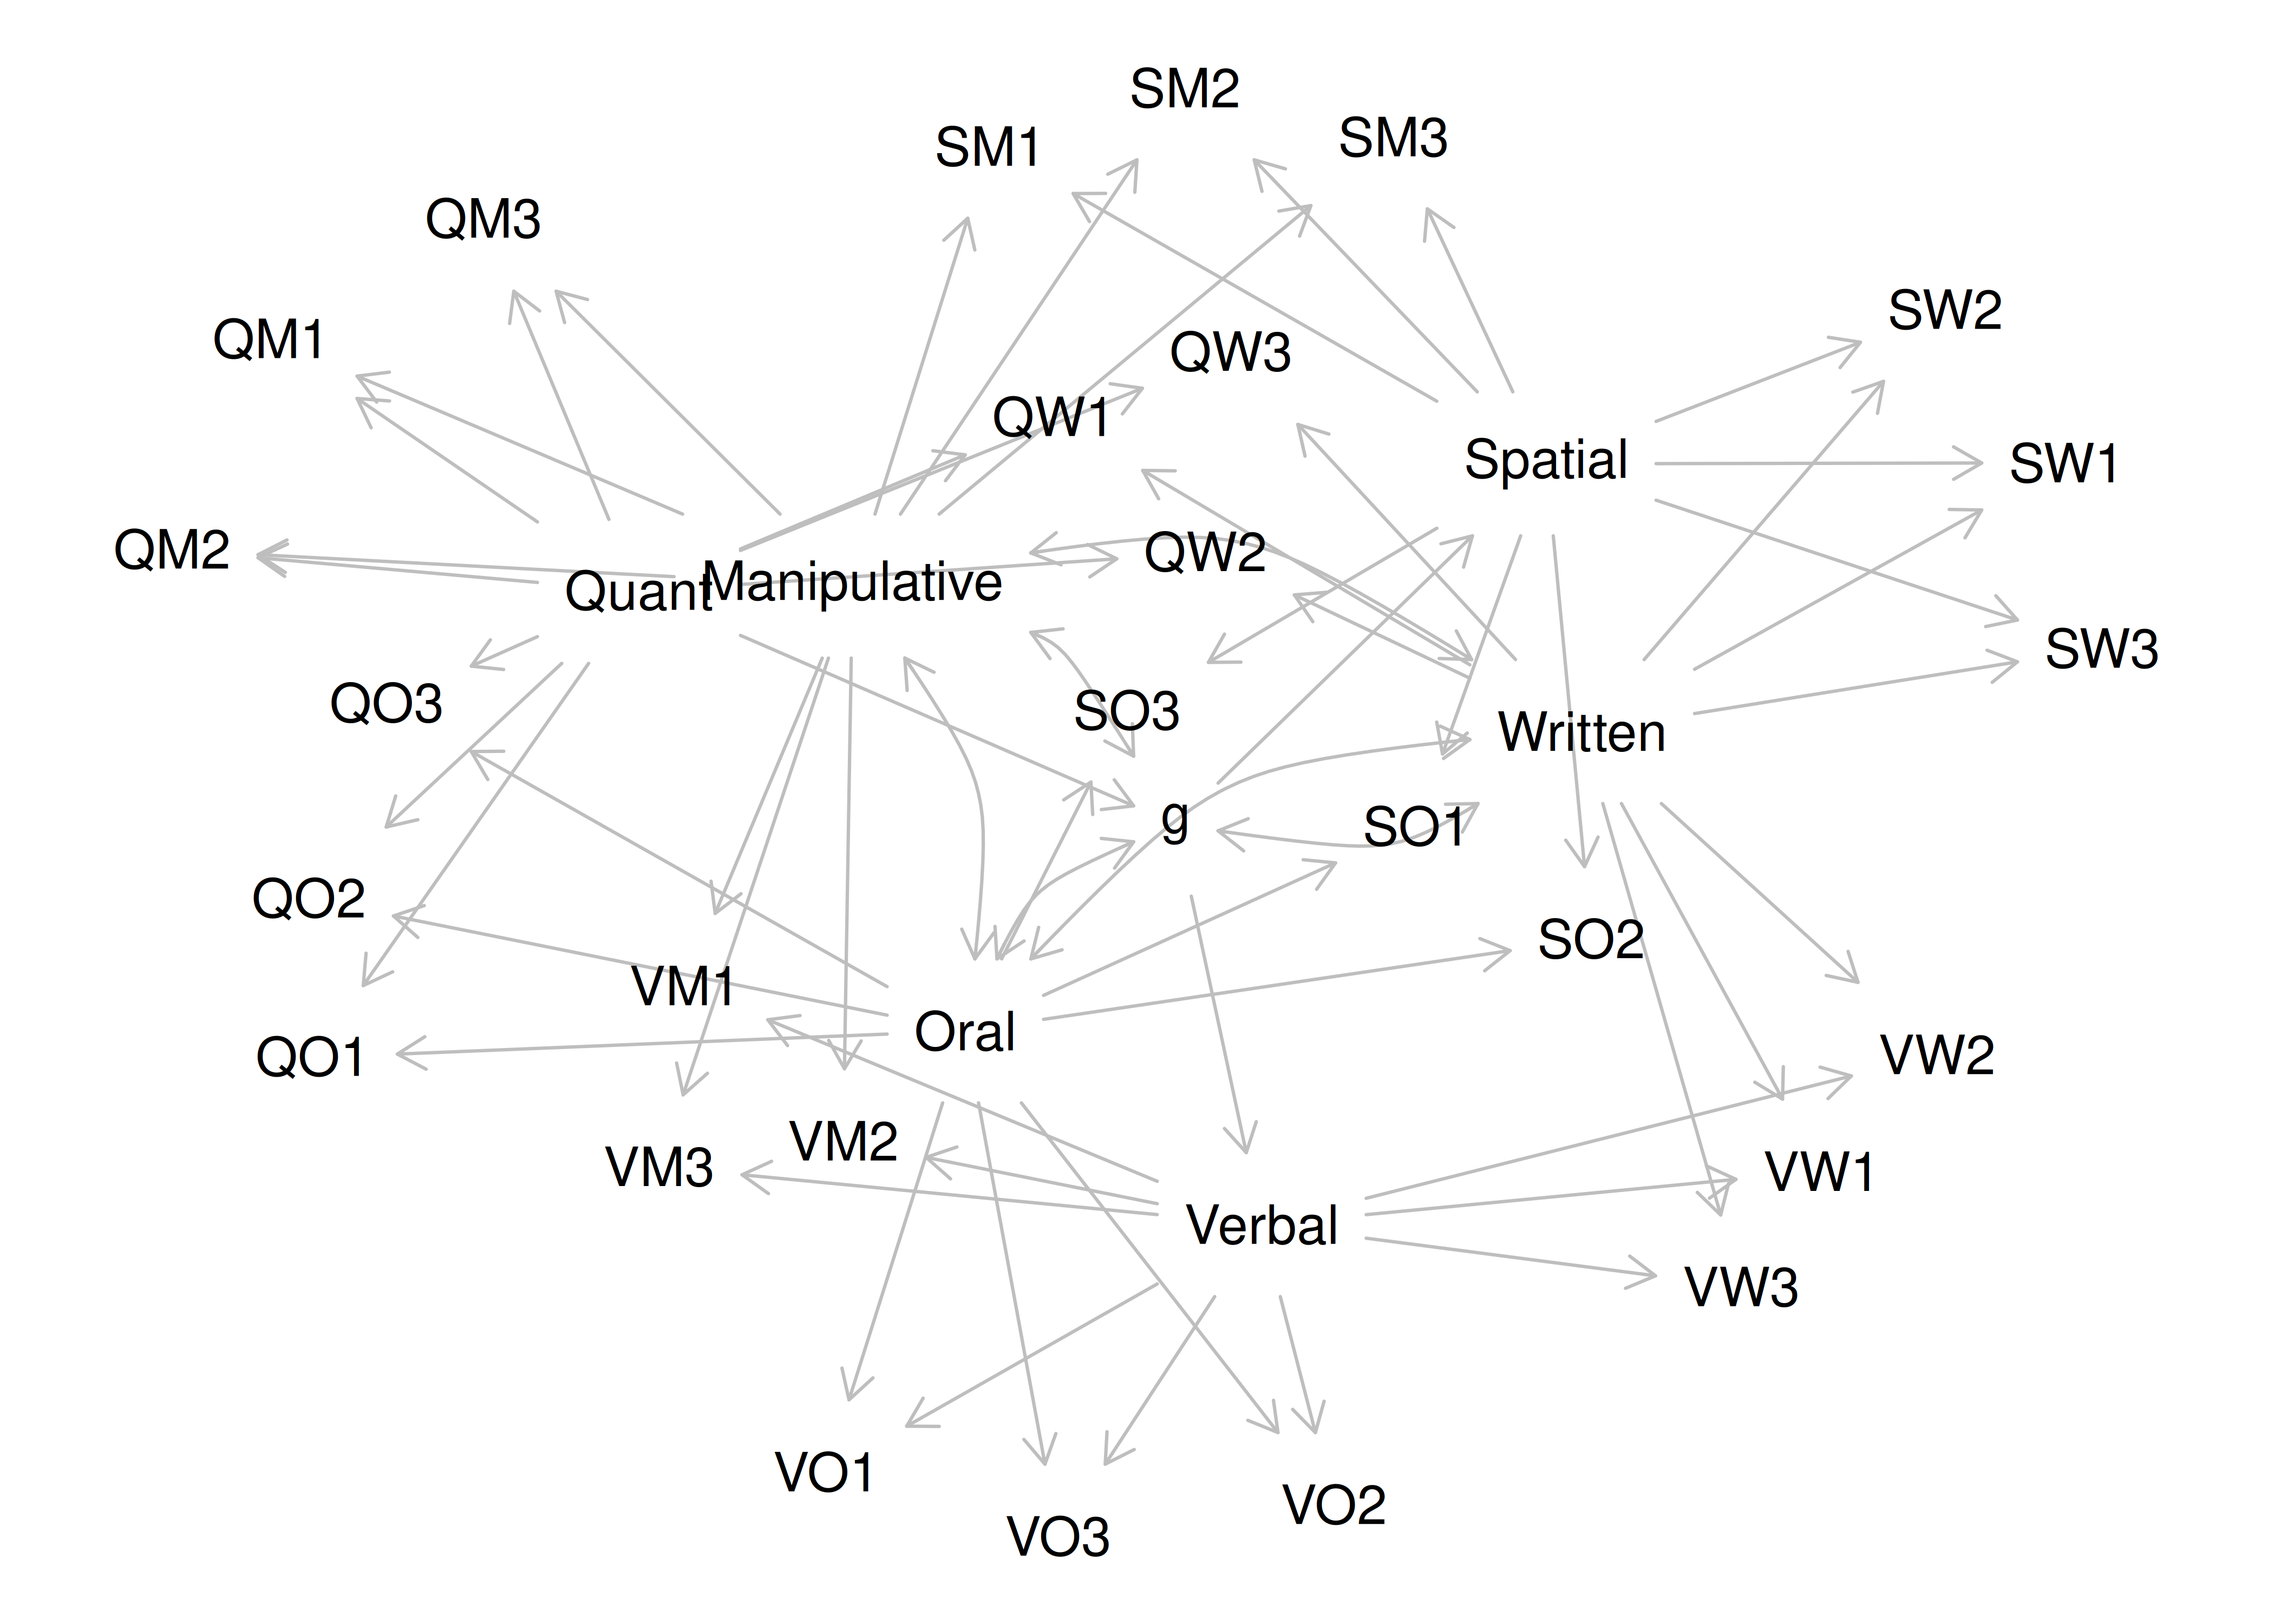 SM2
SM3
SM1
QM3
SW2
QM1
QW3
QW1
Spatial
SW1
QM2
QW2
Quant
Manipulative
SW3
QO3
SO3
Written
g
SO1
QO2
SO2
VM1
Oral
QO1
VW2
VM2
VM3
VW1
Verbal
VW3
VO1
VO2
VO3